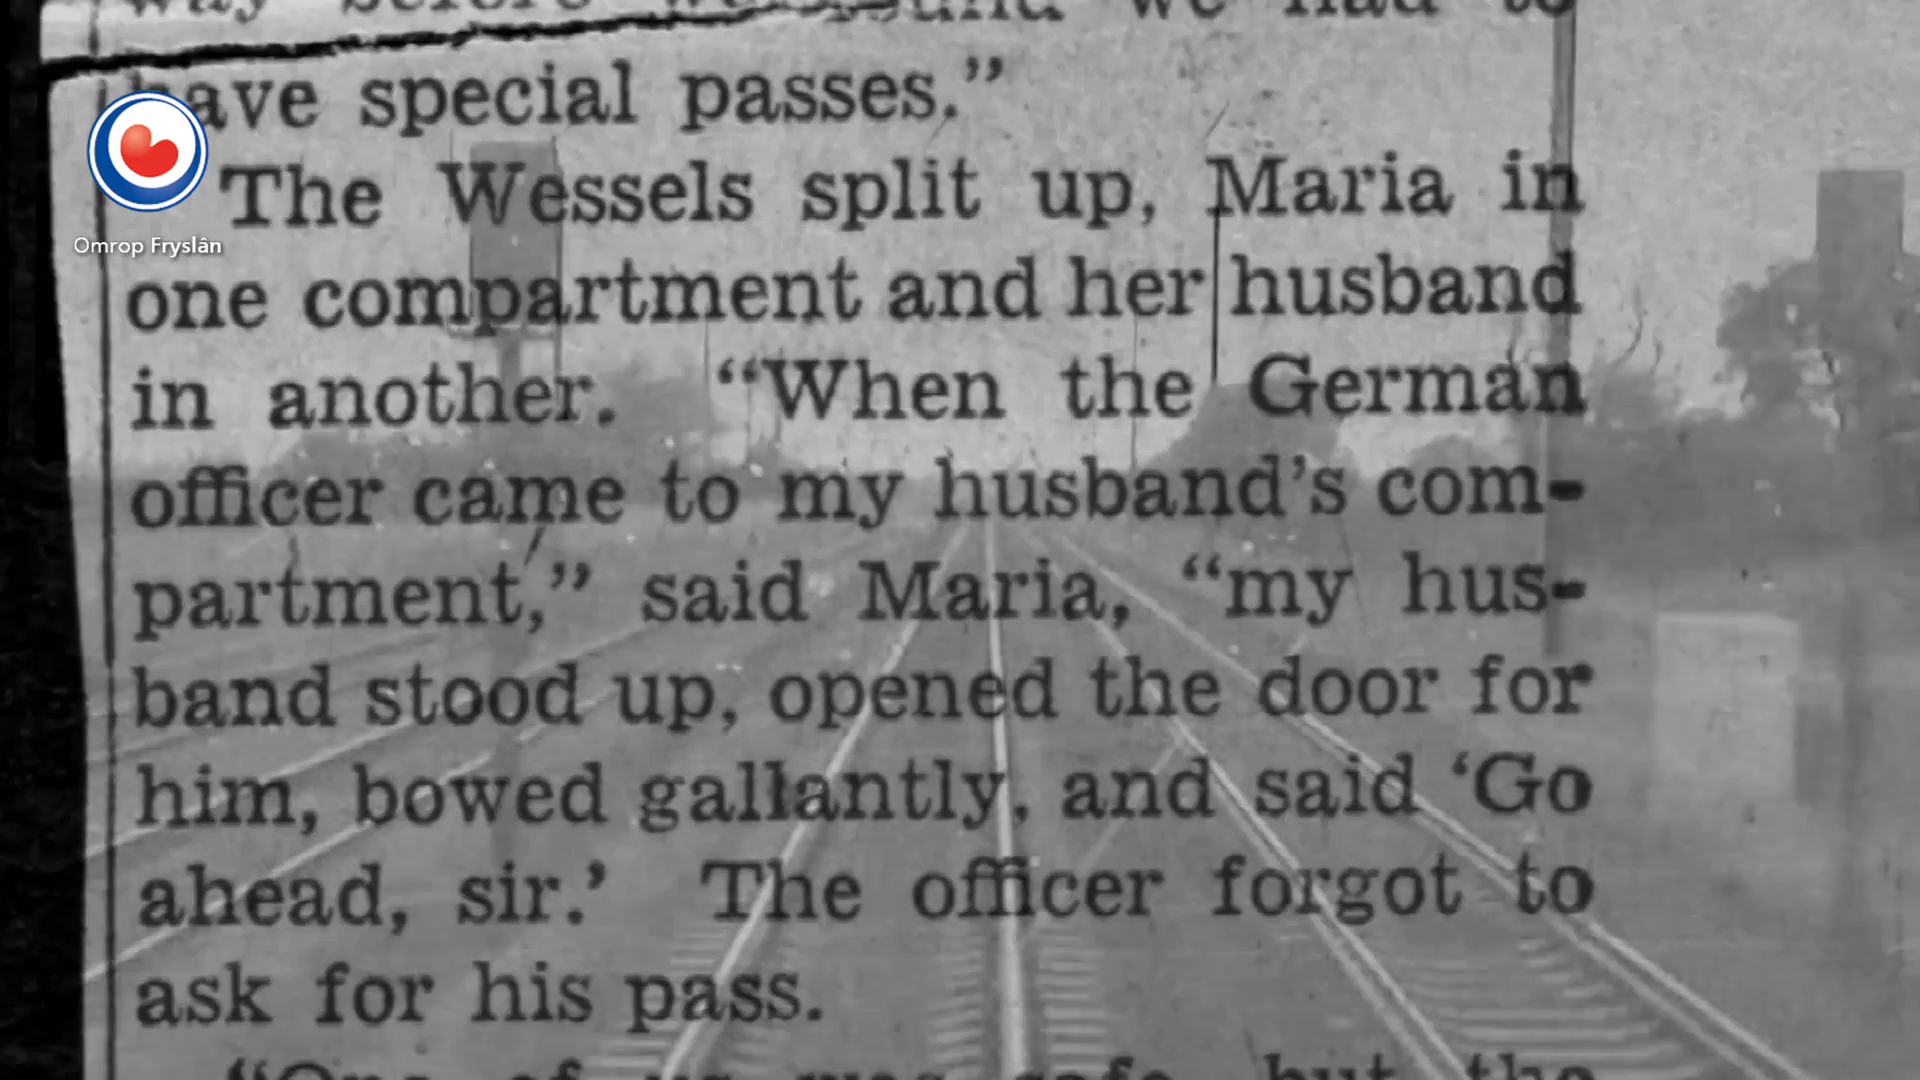 before we had to
have special passes.”
Omrop Fryslân
The Wessels split up, Maria in
one compartment and her husband
in another. “When the German
officer came to my husband’s com-
partment,” said Maria, “my hus-
band stood up, opened the door for
him, bowed gallantly, and said ‘Go
ahead, sir.’ The officer forgot to
ask for his pass.
“One of us was safe, but the